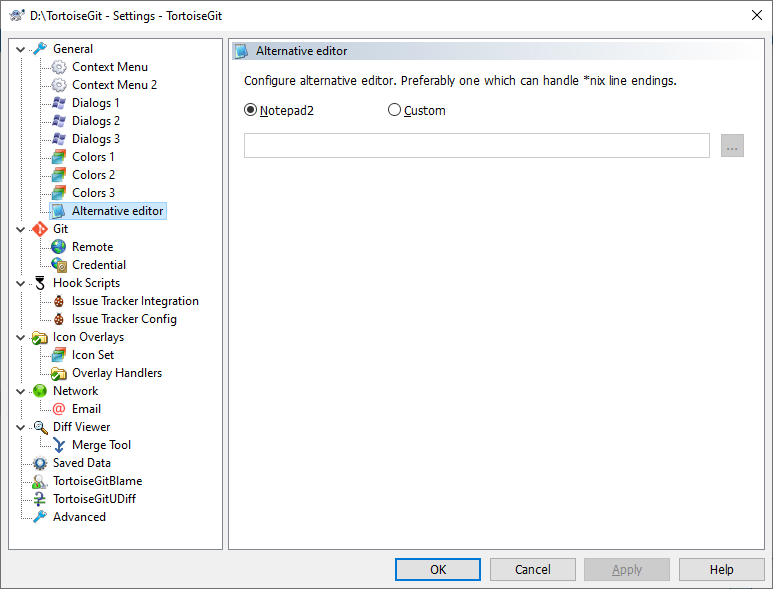 D:\TortoiseGit - Settings - TortoiseGit
General
Context Menu
Context Menu 2
Dialogs 1
Dialogs 2
Dialogs 3
Colors 1
Colors 2
Colors 3
Alternative editor
Git
Remote
Credential
Hook Scripts
Issue Tracker Integration
Issue Tracker Config
Icon Overlays
Icon Set
Overlay Handlers
Network
Email
Diff Viewer
Merge Tool
Saved Data
TortoiseGitBlame
TortoiseGitUDiff
Advanced
Alternative editor
Configure alternative editor. Preferably one which can handle *nix line endings.
Notepad2 Custom
...
OK Cancel Apply Help